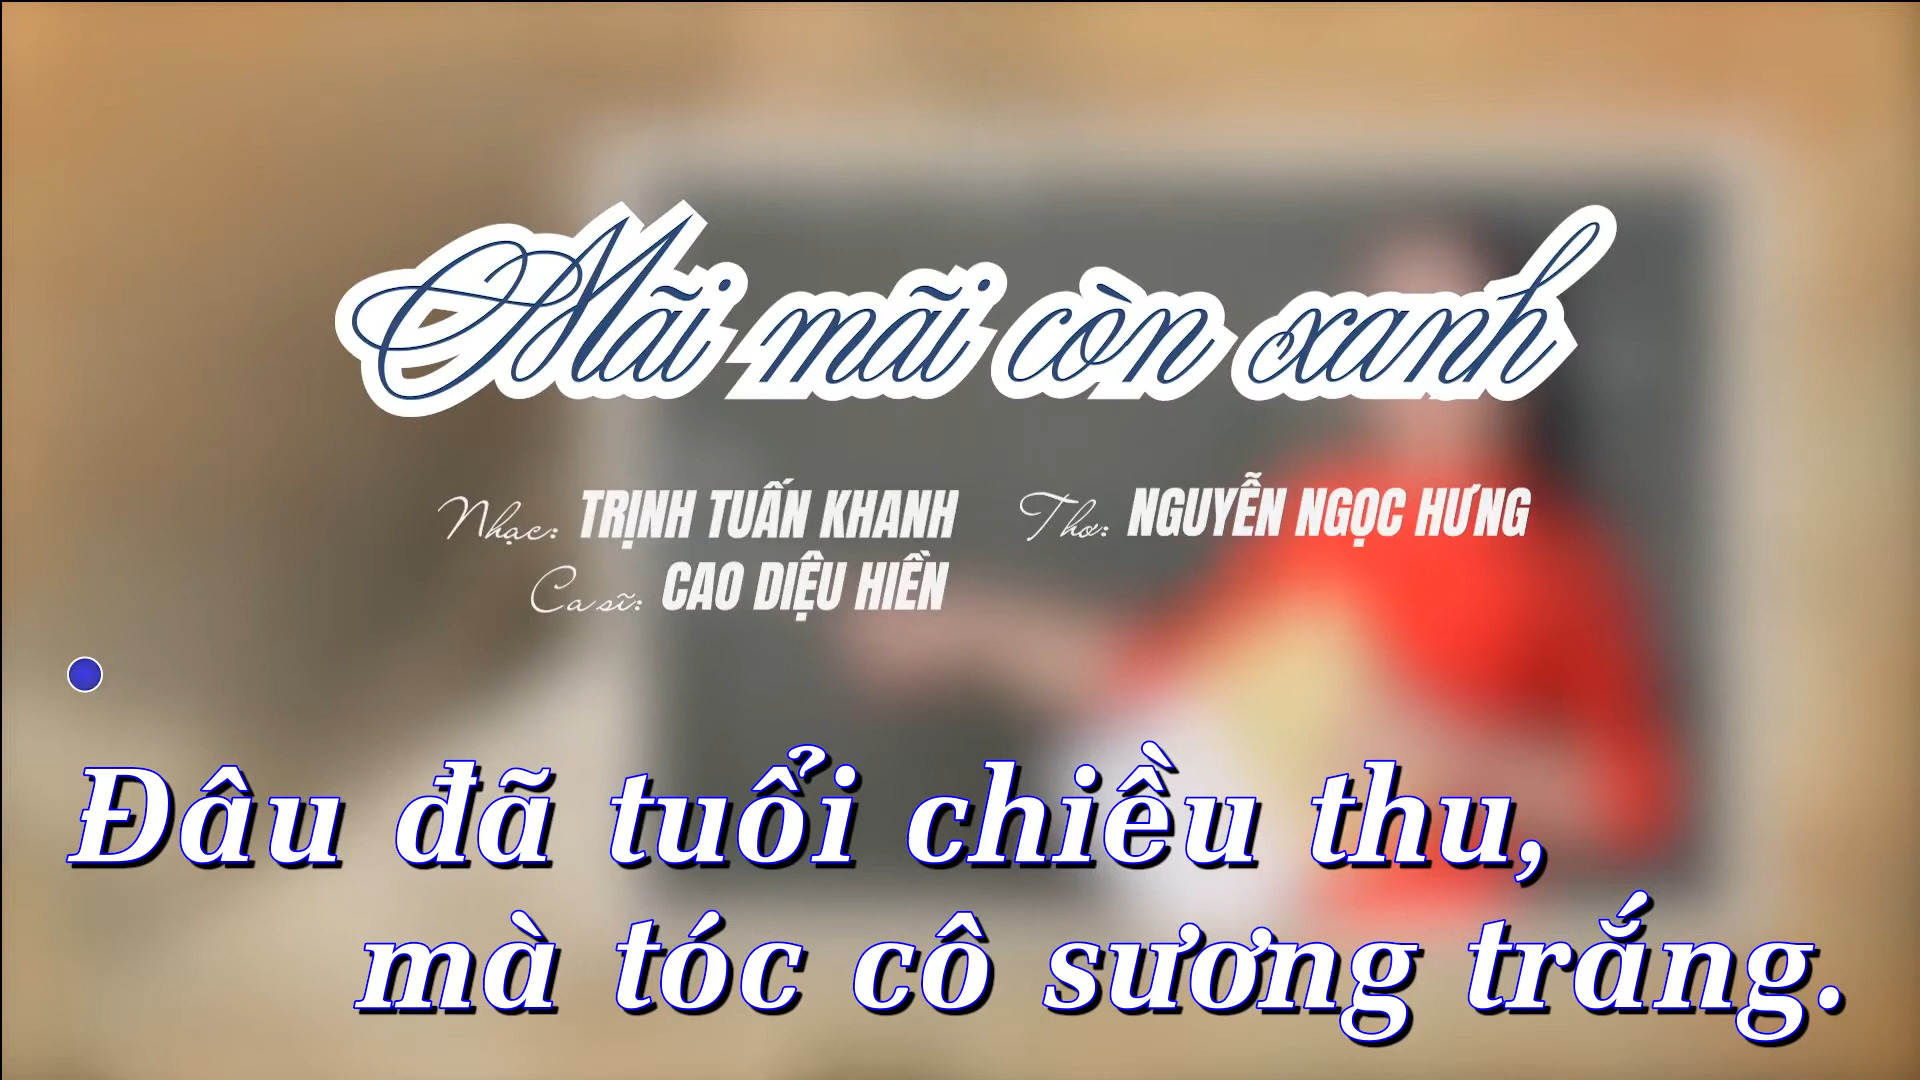 Mãi mãi còn xanh
Nhạc: TRỊNH TUẤN KHANH Thơ: NGUYỄN NGỌC HƯNG
Ca sĩ: CAO DIỆU HIỀN
Đâu đã tuổi chiều thu,
mà tóc cô sương trắng.